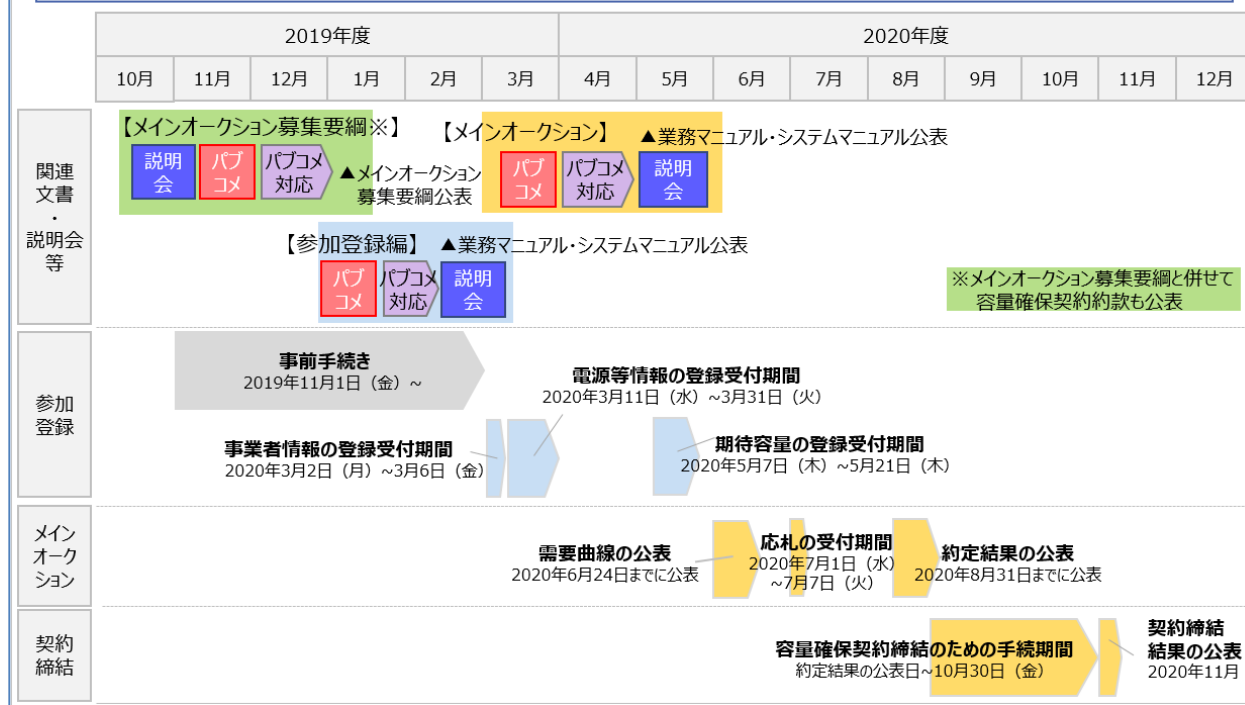 2019年度
2020年度
10月
11月
12月
1月
2月
3月
4月
5月
6月
7月
8月
9月
10月
11月
12月
関連
文書
・
説明会
等
【メインオークション募集要綱※】
説明
会
パブ
コメ
パブコメ
対応
▲メインオークション
募集要綱公表
【メインオークション】
▲業務マニュアル・システムマニュアル公表
パブ
コメ
パブコメ
対応
説明
会
【参加登録編】
▲業務マニュアル・システムマニュアル公表
パブ
コメ
パブコメ
対応
説明
会
※メインオークション募集要綱と併せて
容量確保契約約款も公表
参加
登録
事前手続き
2019年11月1日（金）~
電源等情報の登録受付期間
2020年3月11日（水）~3月31日（火）
事業者情報の登録受付期間
2020年3月2日（月）~3月6日（金）
期待容量の登録受付期間
2020年5月7日（木）~5月21日（木）
メイン
オーク
ション
需要曲線の公表
2020年6月24日までに公表
応札の受付期間
2020年7月1日（水）
~7月7日（火）
約定結果の公表
2020年8月31日までに公表
契約
締結
容量確保契約締結のための手続期間
約定結果の公表日~10月30日（金）
契約締結
結果の公表
2020年11月